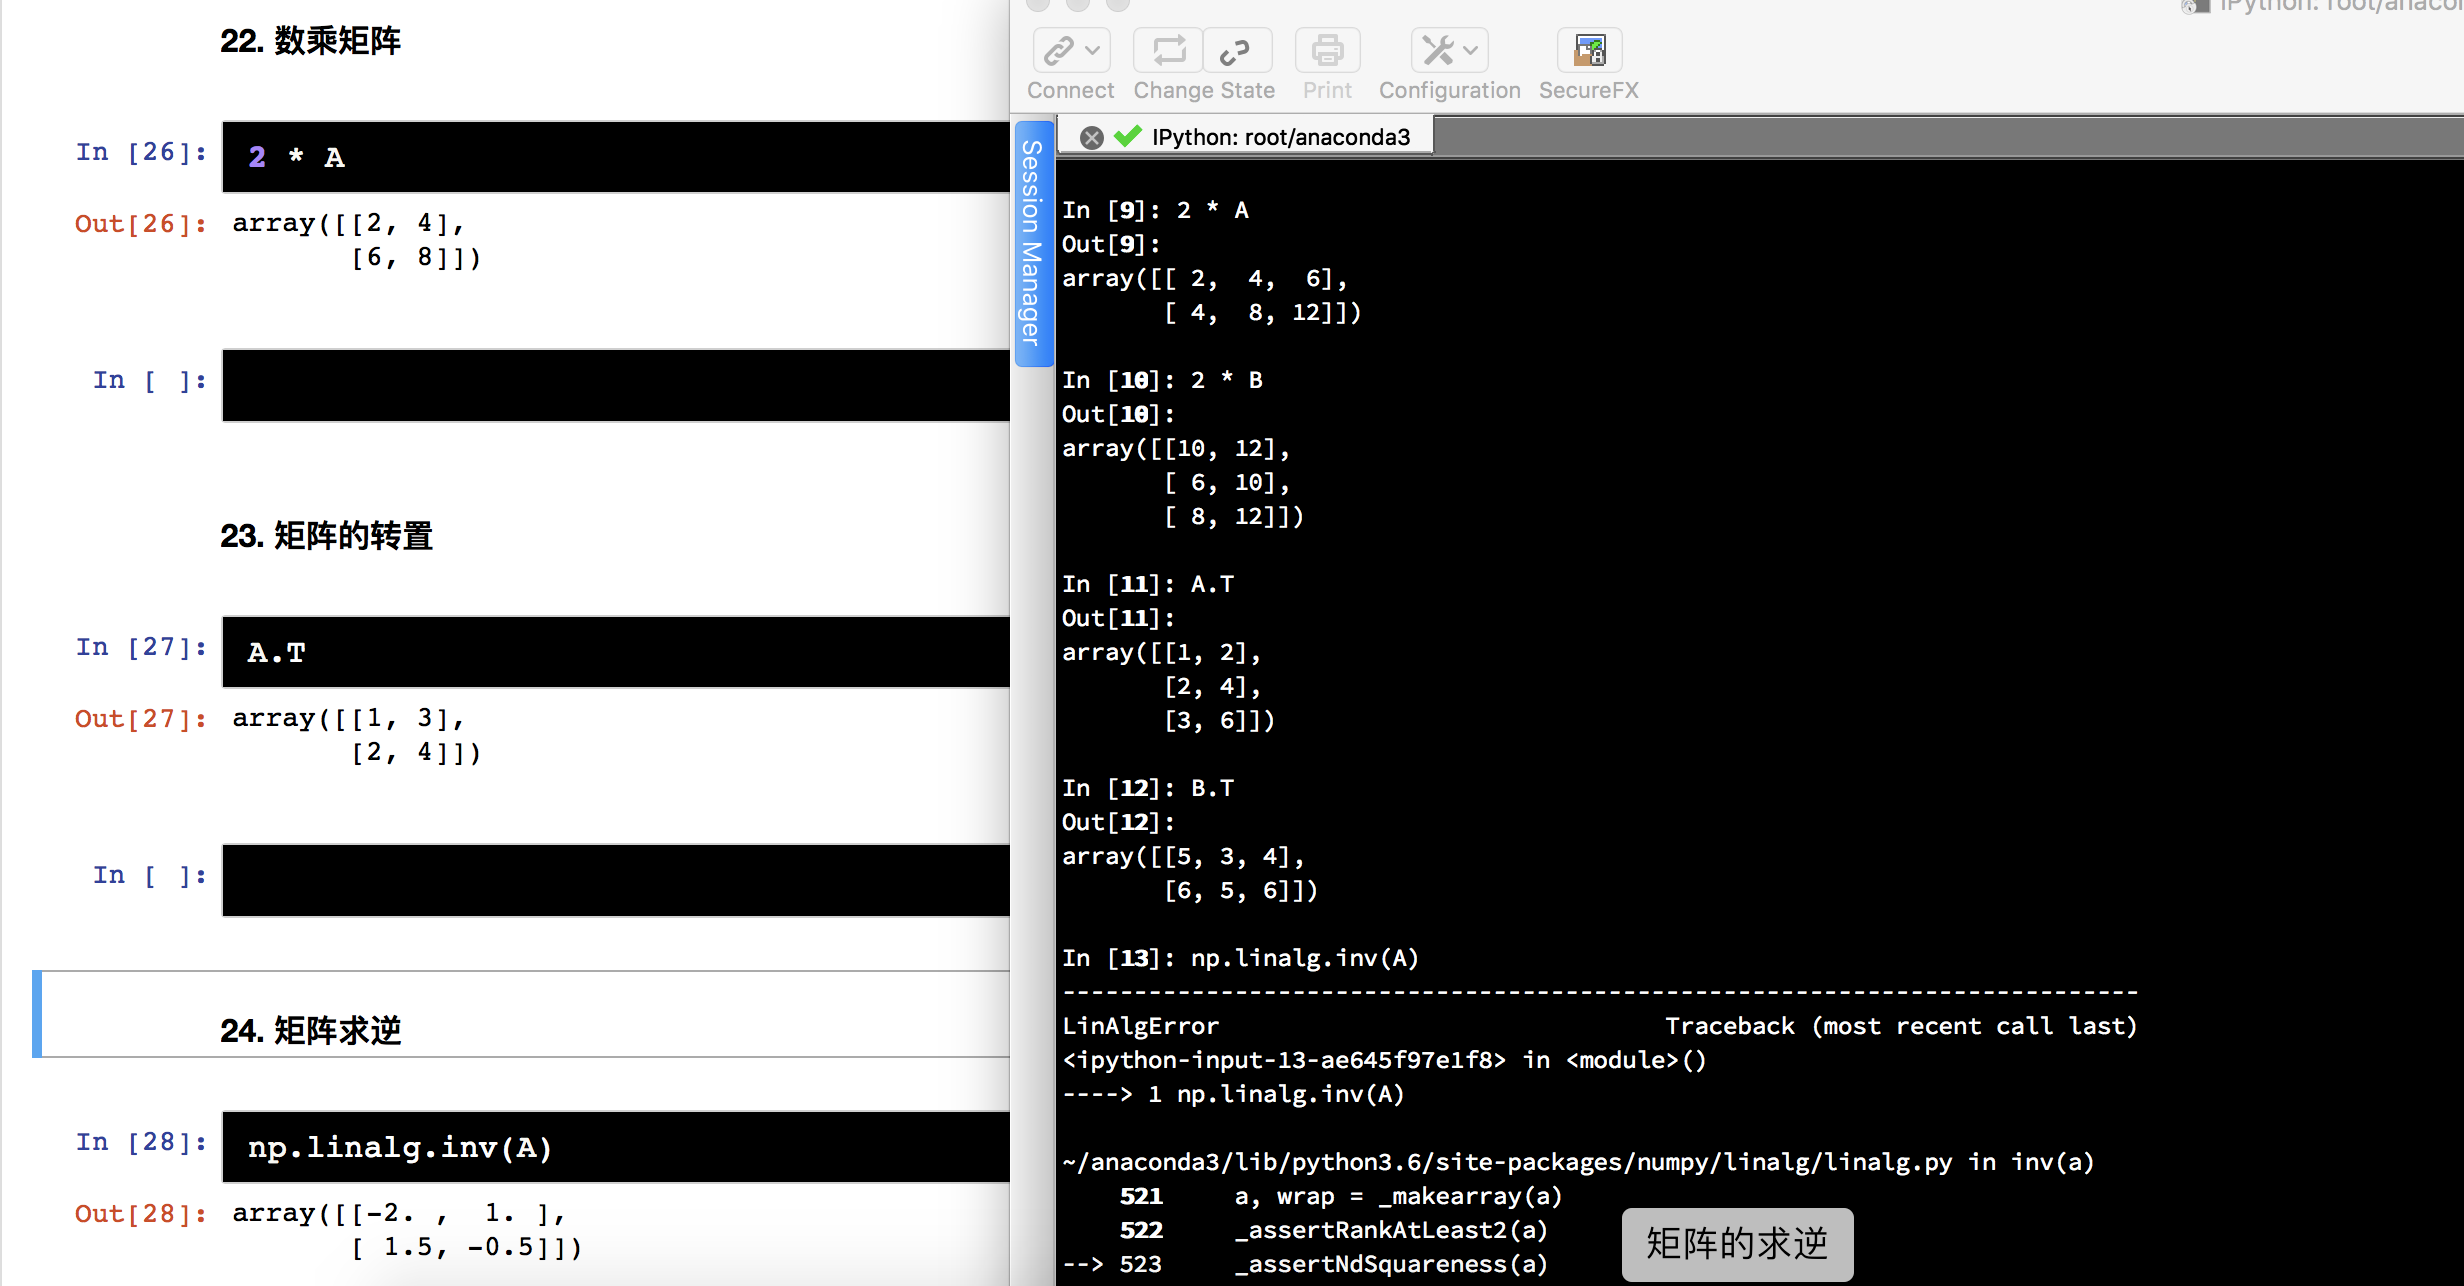 22. 数乘矩阵
In [26]: 2 * A
Out[26]: array([[2, 4],
[6, 8]])
In [ ]:
23. 矩阵的转置
In [27]: A.T
Out[27]: array([[1, 3],
[2, 4]])
In [ ]:
24. 矩阵求逆
In [28]: np.linalg.inv(A)
Out[28]: array([[-2. ,  1. ],
[ 1.5, -0.5]])
Connect Change State Print Configuration SecureFX
Session Manager
IPython: root/anaconda3
In [9]: 2 * A
Out[9]:
array([[ 2,  4,  6],
[ 4,  8, 12]])
In [10]: 2 * B
Out[10]:
array([[10, 12],
[ 6, 10],
[ 8, 12]])
In [11]: A.T
Out[11]:
array([[1, 2],
[2, 4],
[3, 6]])
In [12]: B.T
Out[12]:
array([[5, 3, 4],
[6, 5, 6]])
In [13]: np.linalg.inv(A)
---------------------------------------------------------------------------
LinAlgError                               Traceback (most recent call last)
<ipython-input-13-ae645f97e1f8> in <module>()
----> 1 np.linalg.inv(A)
~/anaconda3/lib/python3.6/site-packages/numpy/linalg/linalg.py in inv(a)
521     a, wrap = _makearray(a)
522     _assertRankAtLeast2(a)
--> 523     _assertNdSquareness(a)
矩阵的求逆